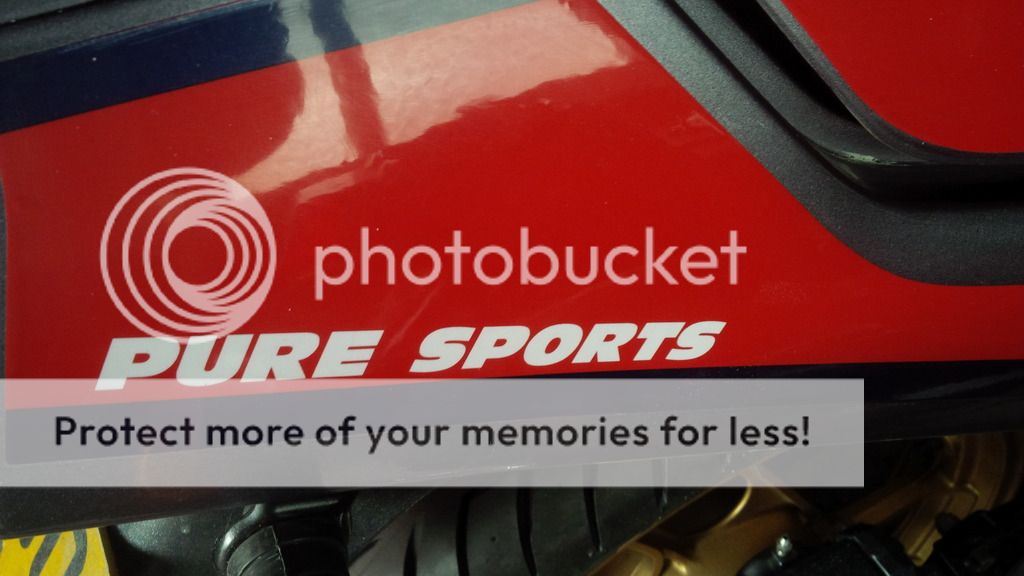 photobucket
PURE SPORTS
Protect more of your memories for less!